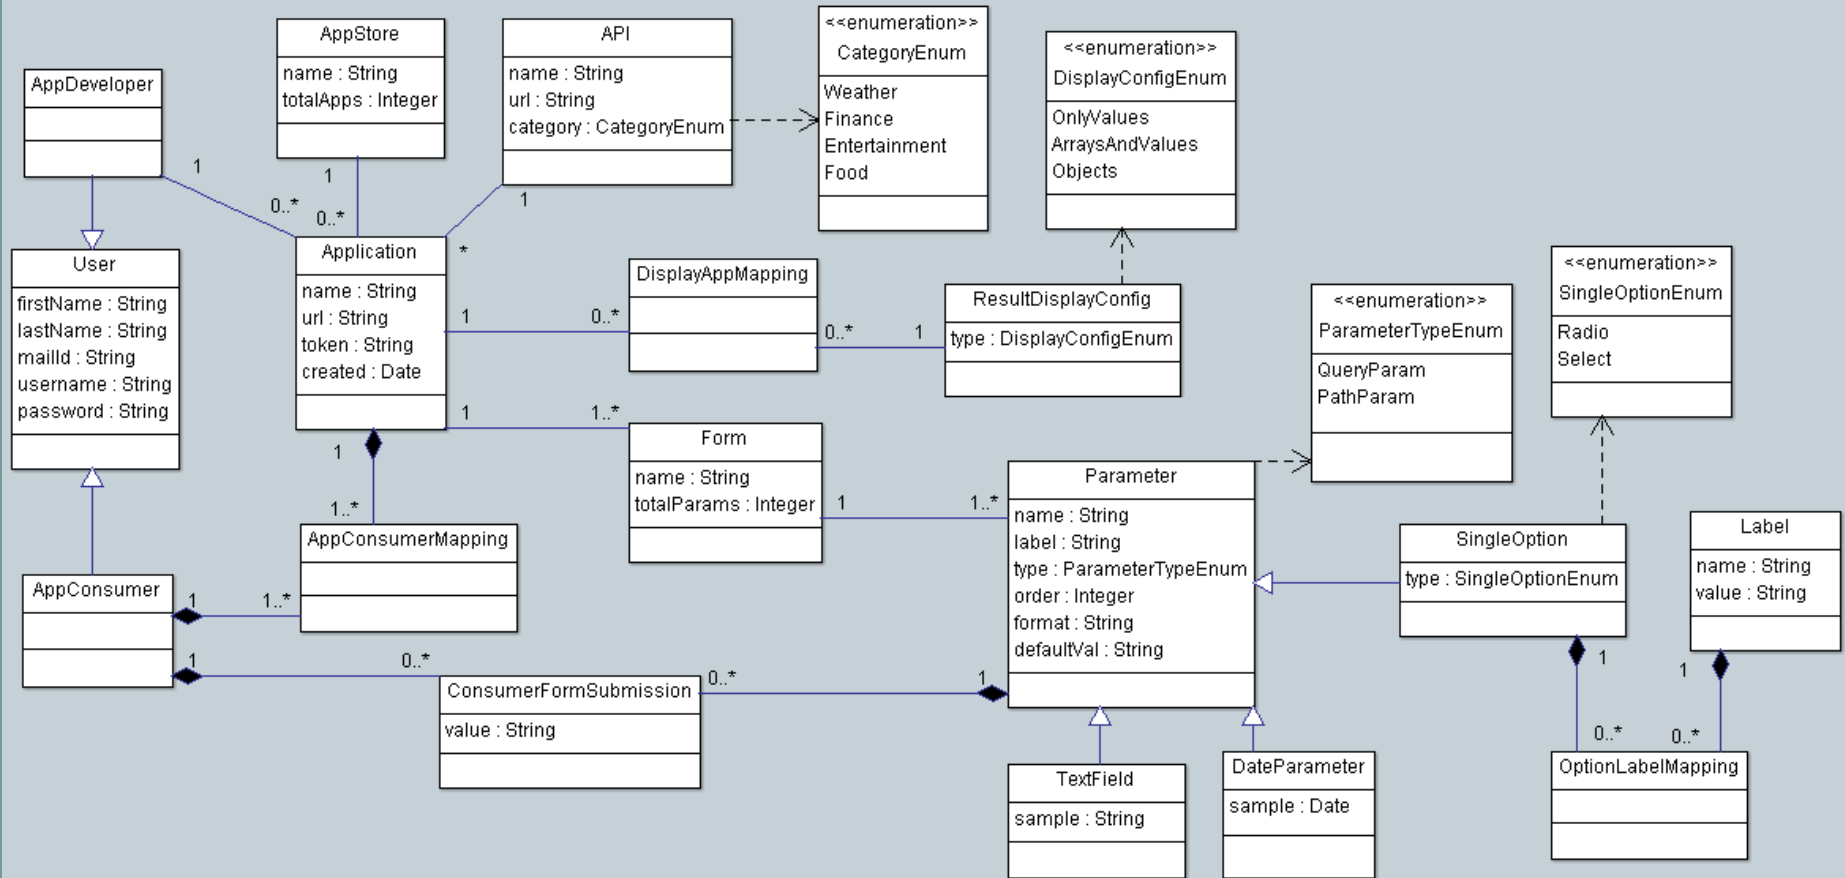 AppDeveloper
AppStore
name : String
totalApps : Integer
API
name : String
url : String
category : CategoryEnum
<<enumeration>>
CategoryEnum
Weather
Finance
Entertainment
Food
<<enumeration>>
DisplayConfigEnum
OnlyValues
ArraysAndValues
Objects
1
0..*
1
0..*
1
*
User
firstName : String
lastName : String
mailId : String
username : String
password : String
Application
name : String
url : String
token : String
created : Date
1
0..*
DisplayAppMapping
0..*
1
ResultDisplayConfig
type : DisplayConfigEnum
<<enumeration>>
ParameterTypeEnum
QueryParam
PathParam
<<enumeration>>
SingleOptionEnum
Radio
Select
1
1..*
Form
name : String
totalParams : Integer
1
1..*
1
1..*
Parameter
name : String
label : String
type : ParameterTypeEnum
order : Integer
format : String
defaultVal : String
SingleOption
type : SingleOptionEnum
Label
name : String
value : String
AppConsumer
1
1..*
AppConsumerMapping
1
0..*
ConsumerFormSubmission
value : String
0..*
1
1
0..*
1
0..*
TextField
sample : String
DateParameter
sample : Date
OptionLabelMapping